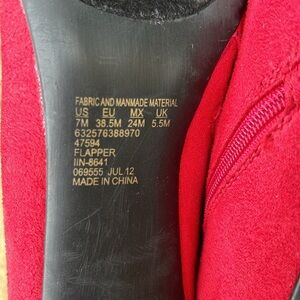 FABRIC AND MANMADE MATERIAL
US EU MX UK
7M 38.5M 24M 5.5M
632576388970
47594
FLAPPER
IIN-8641
069555 JUL 12
MADE IN CHINA